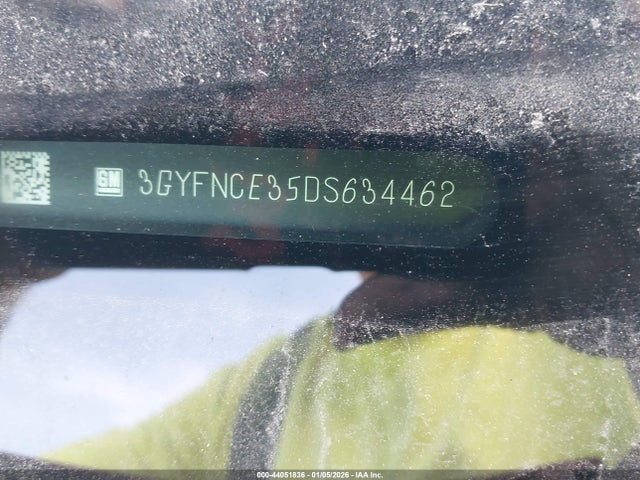 GM 3GYFNCE35DS634462
000-44051836 - 01/05/2026 - IAA Inc.